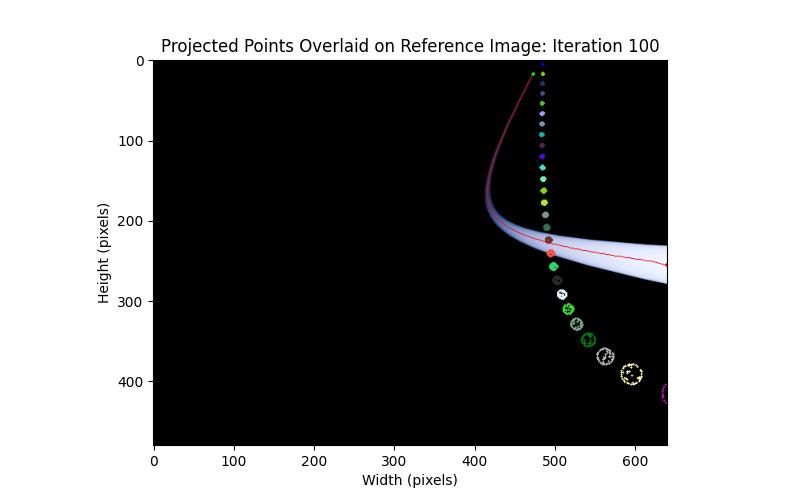 Projected Points Overlaid on Reference Image: Iteration 100
0
100
200
300
400
Height (pixels)
0 100 200 300 400 500 600
Width (pixels)